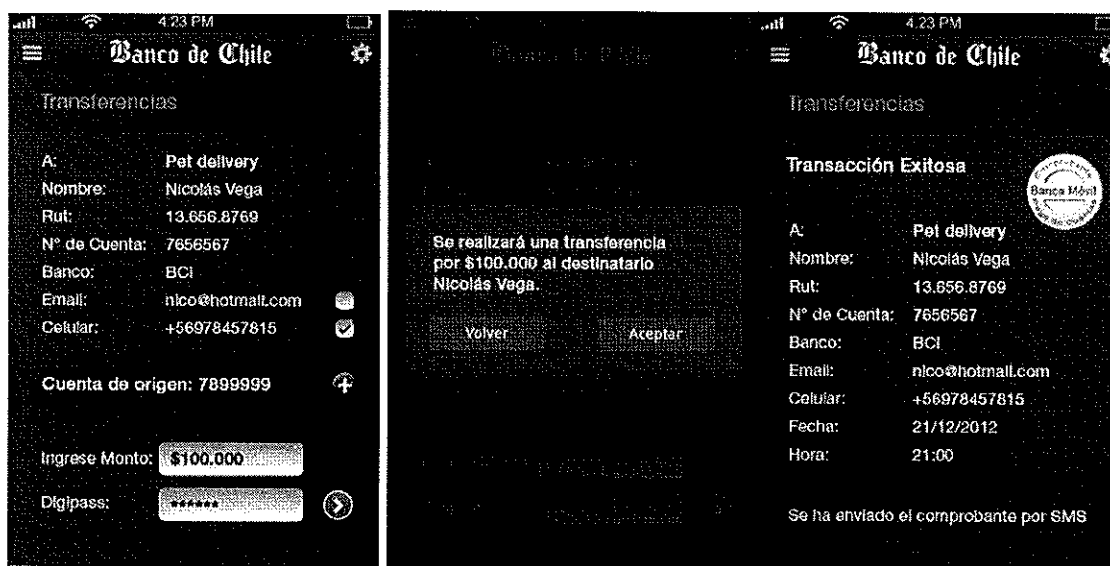 4:23 PM
Banco de Chile
Transferencias
A: Pet delivery
Nombre: Nicolás Vega
Rut: 13.656.8769
N° de Cuenta: 7656567
Banco: BCI
Email: nico@hotmail.com
Celular: +56978457815
Cuenta de origen: 7899999
Ingrese Monto: $100.000
Digipass: ******
Banco de Chile
Se realizará una transferencia
por $100.000 al destinatario
Nicolás Vega.
Volver Aceptar
4:23 PM
Banco de Chile
Transferencias
Transacción Exitosa
Comprobante
Banca Móvil
A: Pet delivery
Nombre: Nicolás Vega
Rut: 13.656.8769
N° de Cuenta: 7656567
Banco: BCI
Email: nico@hotmail.com
Celular: +56978457815
Fecha: 21/12/2012
Hora: 21:00
Se ha enviado el comprobante por SMS